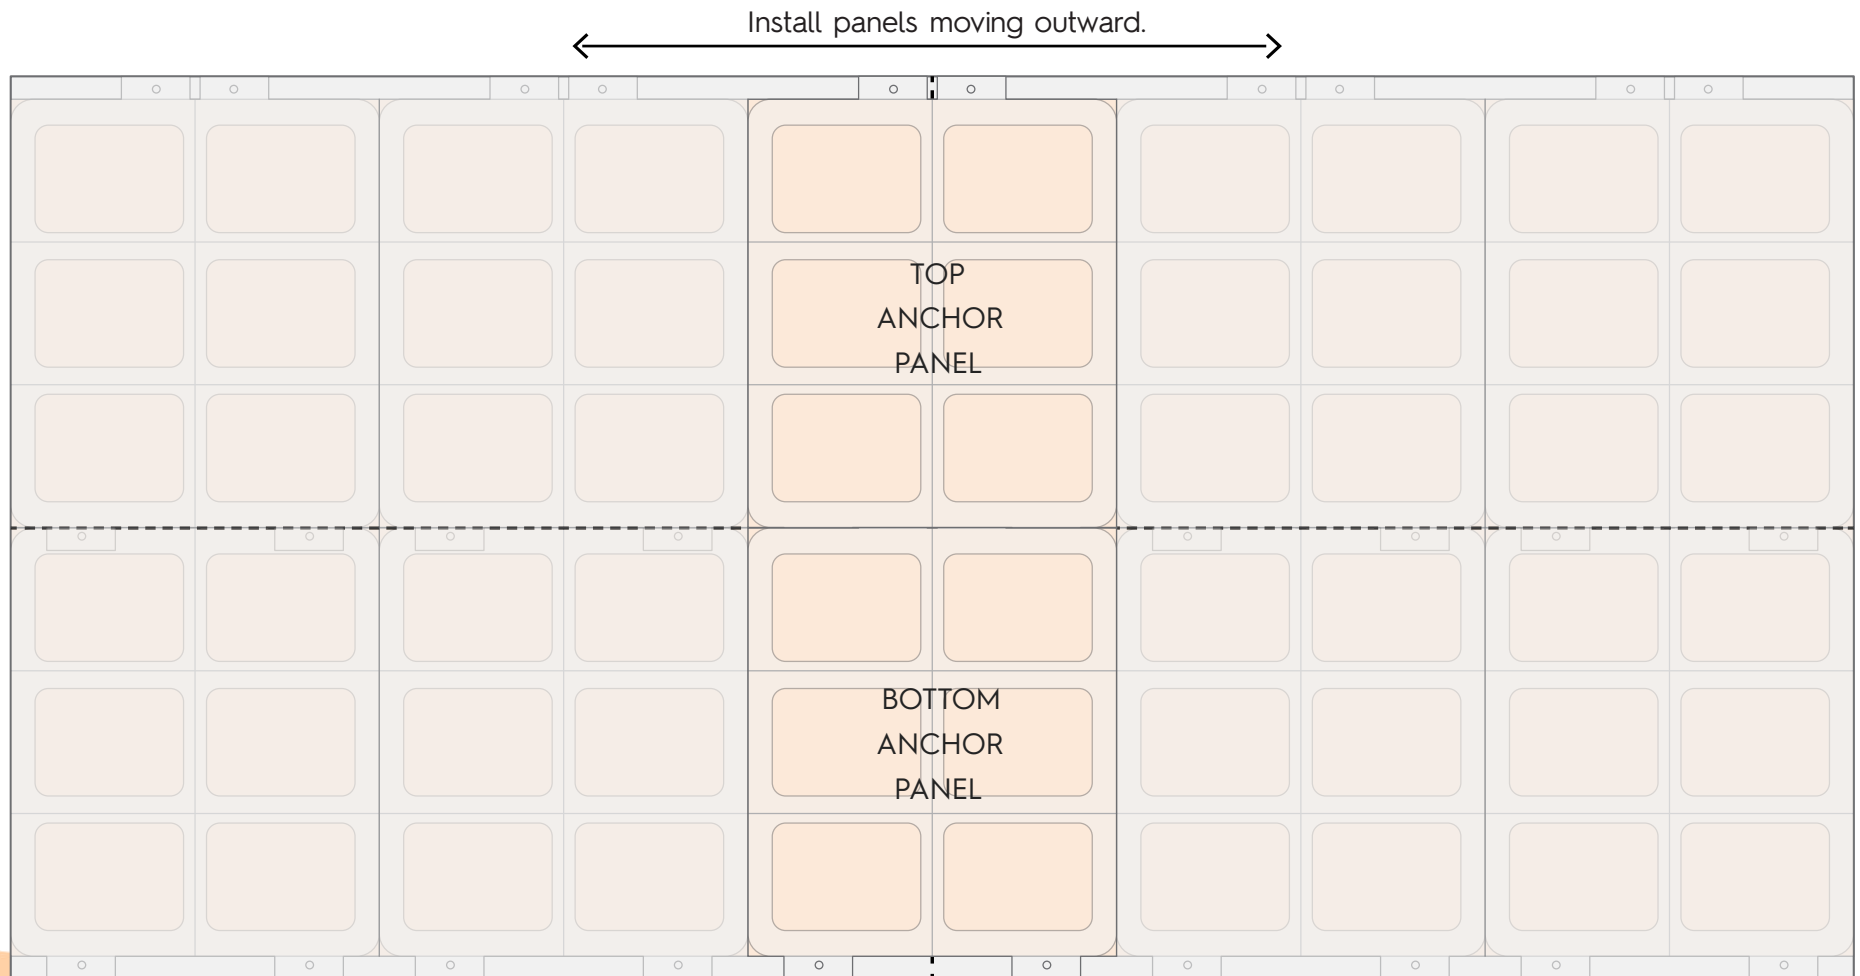 Install panels moving outward.
TOP
ANCHOR
PANEL
BOTTOM
ANCHOR
PANEL